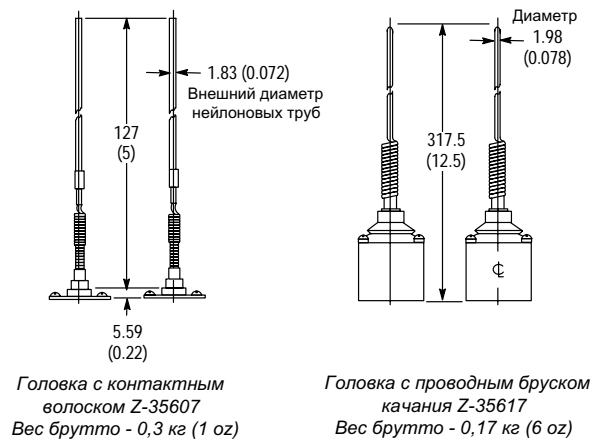 Диаметр
1.98
(0.078)
1.83 (0.072)
Внешний диаметр
нейлоновых труб
127
(5)
317.5
(12.5)
5.59
(0.22)
Головка с контактным
волоском Z-35607
Вес брутто - 0,3 кг (1 oz)
Головка с проводным бруском
качания Z-35617
Вес брутто - 0,17 кг (6 oz)